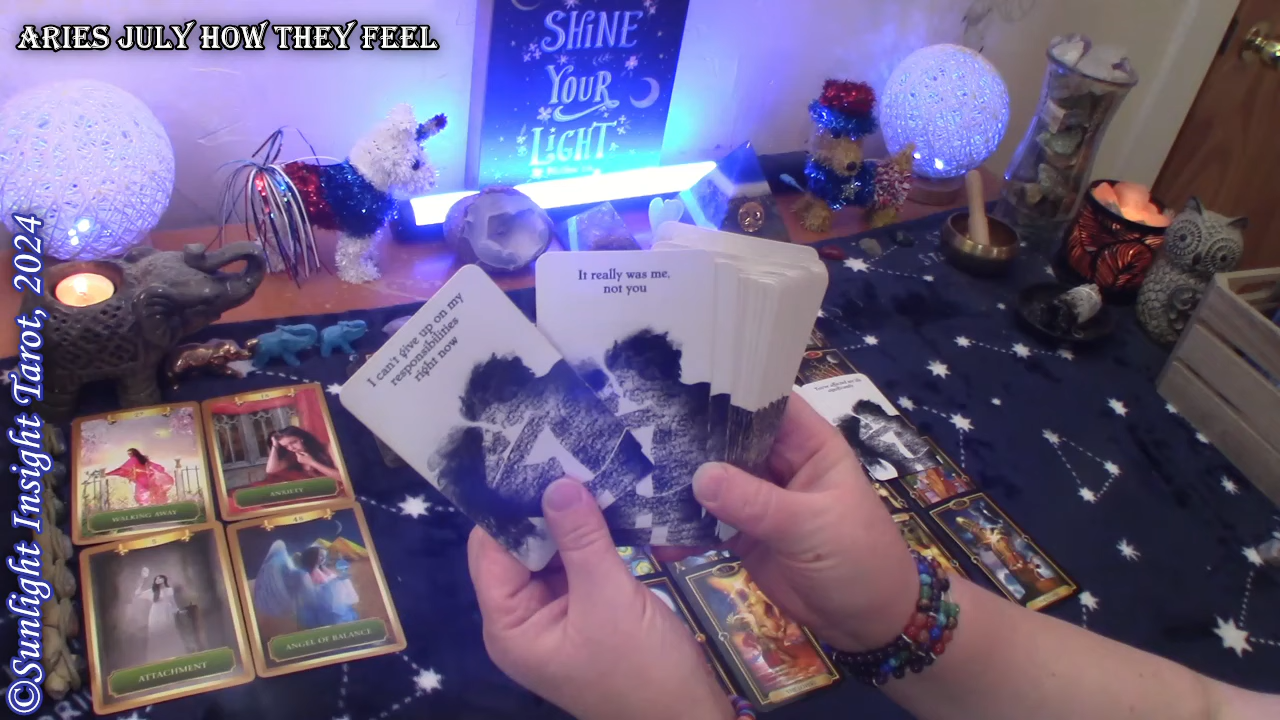 ARIES JULY HOW THEY FEEL
SHINE
YOUR
LIGHT
©Sunlight Insight Tarot, 2024
I can't give up on my
responsibilities
right now
It really was me,
not you
27
WALKING AWAY
ANXIETY
ATTACHMENT
ANGEL OF BALANCE